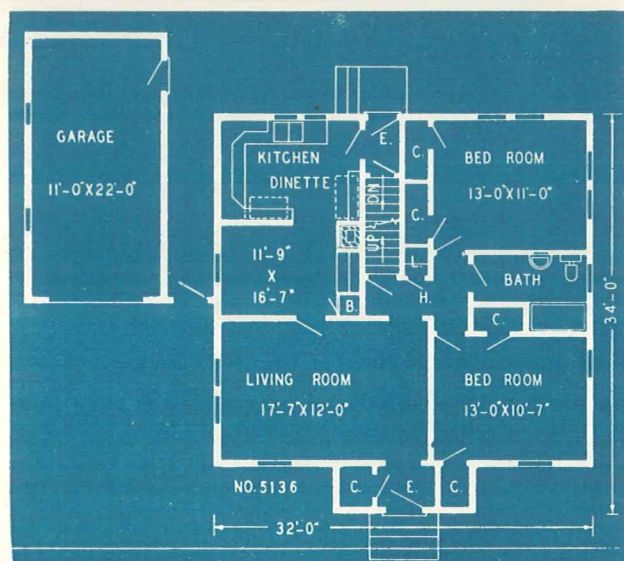 GARAGE
11'-0"X22'-0"
KITCHEN
DINETTE
E.
C.
BED ROOM
13'-0"X11'-0"
DN
UP
C.
11'-9"
X
16'-7"
L.
BATH
B.
H.
C.
34'-0"
LIVING ROOM
17'-7"X12'-0"
BED ROOM
13'-0"X10'-7"
NO. 5136
C.
E.
C.
32'-0"